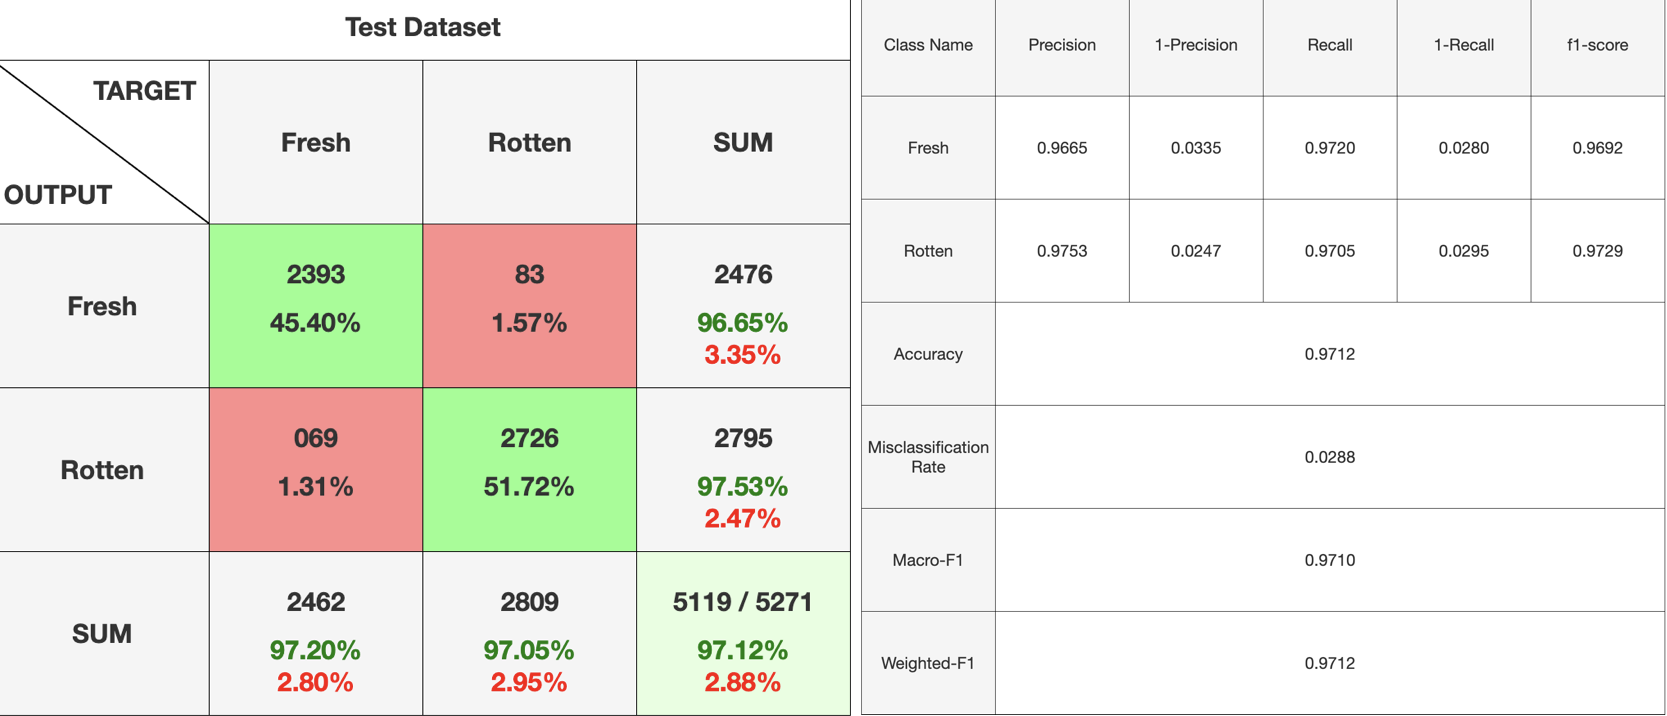 Test Dataset
TARGET
OUTPUT
Fresh
Rotten
SUM
Fresh
2393
45.40%
83
1.57%
2476
96.65%
3.35%
Rotten
069
1.31%
2726
51.72%
2795
97.53%
2.47%
SUM
2462
97.20%
2.80%
2809
97.05%
2.95%
5119 / 5271
97.12%
2.88%
Class Name
Precision
1-Precision
Recall
1-Recall
f1-score
Fresh
0.9665
0.0335
0.9720
0.0280
0.9692
Rotten
0.9753
0.0247
0.9705
0.0295
0.9729
Accuracy
0.9712
Misclassification
Rate
0.0288
Macro-F1
0.9710
Weighted-F1
0.9712